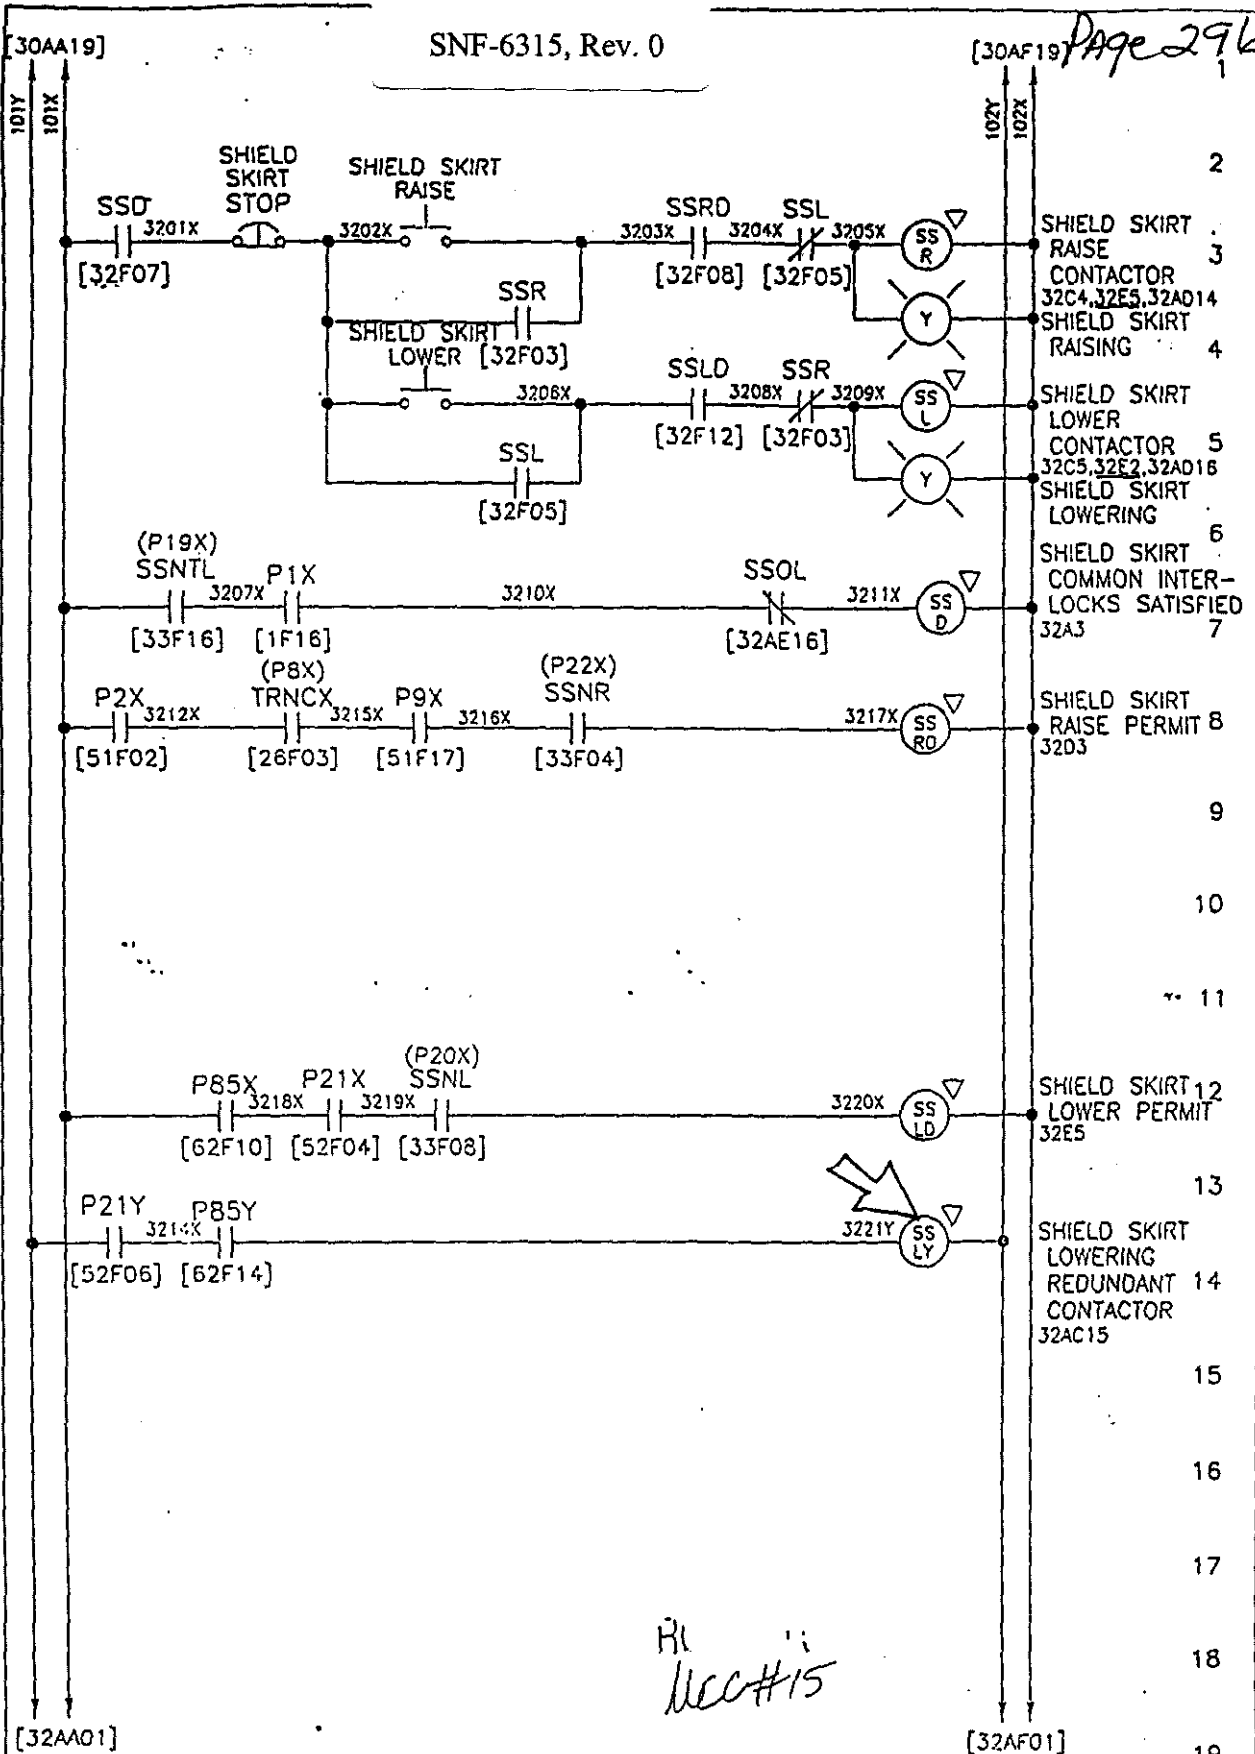 SNF-6315, Rev. 0
[30AA19]
[30AF19]
1
101Y
101X
102Y
102X
2
SHIELD
SKIRT
STOP
SHIELD SKIRT
RAISE
SSD
3201X
3202X
3203X
SSRD
3204X
SSL
3205X
SS
R
SHIELD SKIRT
RAISE
CONTACTOR
32C4,32E5,32AD14
3
[32F07]
[32F08]
[32F05]
SSR
[32F03]
Y
SHIELD SKIRT
RAISING
4
SHIELD SKIRT
LOWER
3206X
SSLD
3208X
SSR
3209X
SS
L
SHIELD SKIRT
LOWER
CONTACTOR
32C5,32E2,32AD16
5
[32F12]
[32F03]
SSL
[32F05]
Y
SHIELD SKIRT
LOWERING
6
(P19X)
SSNTL
3207X
P1X
3210X
SSOL
3211X
SS
D
SHIELD SKIRT
COMMON INTER-
LOCKS SATISFIED
32A3
7
[33F16]
[1F16]
[32AE16]
P2X
3212X
(P8X)
TRNCX
3215X
P9X
3216X
(P22X)
SSNR
3217X
SS
RD
SHIELD SKIRT
RAISE PERMIT
32D3
8
[51F02]
[26F03]
[51F17]
[33F04]
9
10
11
P85X
3218X
P21X
3219X
(P20X)
SSNL
3220X
SS
LD
SHIELD SKIRT
LOWER PERMIT
32E5
12
[62F10]
[52F04]
[33F08]
13
P21Y
3214X
P85Y
3221Y
SS
LY
SHIELD SKIRT
LOWERING
REDUNDANT
CONTACTOR
32AC15
14
[52F06]
[62F14]
15
16
17
18
MCC#15
[32AA01]
[32AF01]
19